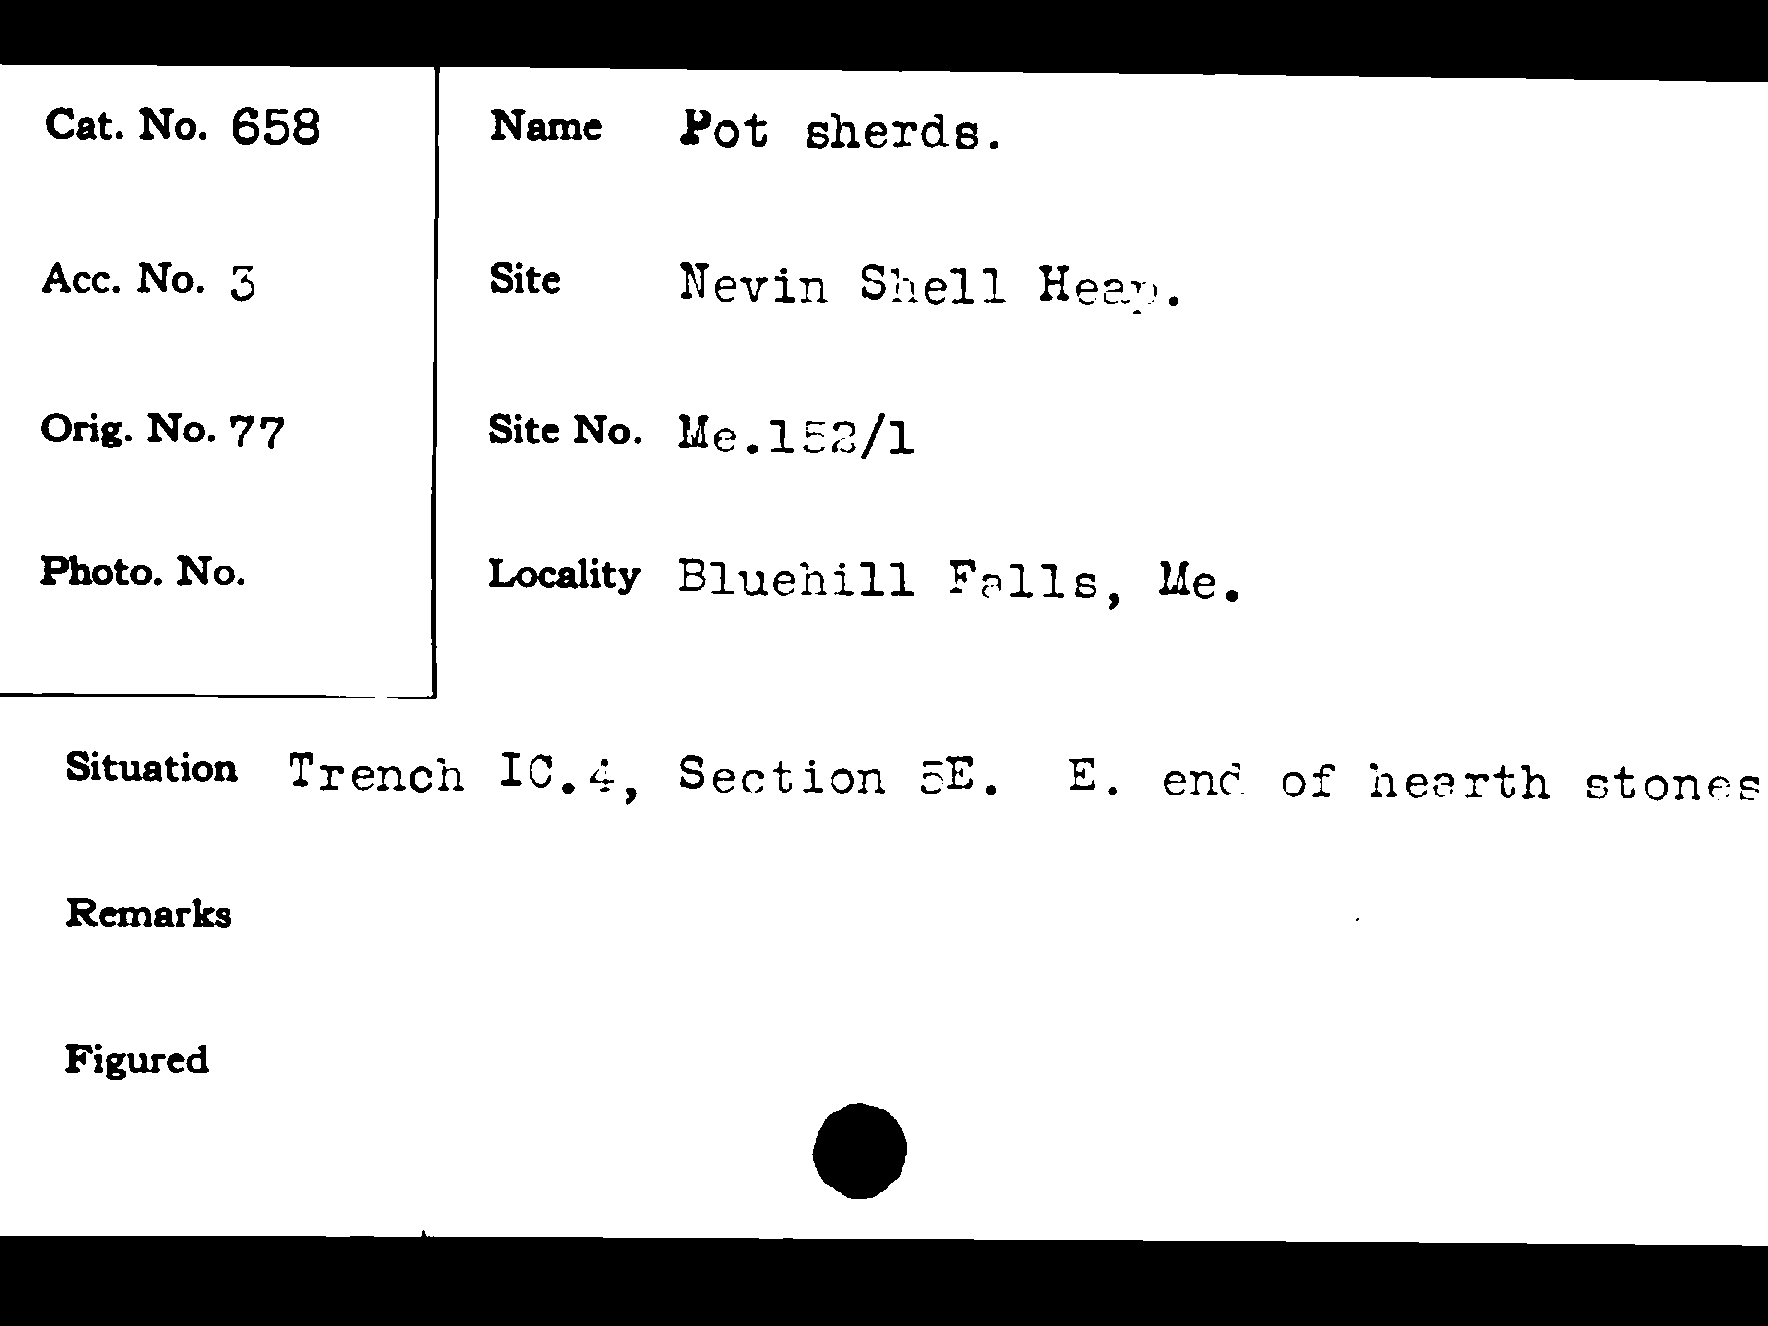 Cat. No. 658
Name Pot sherds.
Acc. No. 3
Site Nevin Shell Heap.
Orig. No. 77
Site No. Me.152/1
Photo. No.
Locality Bluehill Falls, Me.
Situation Trench IC.4, Section 5E. E. end of hearth stones
Remarks
Figured